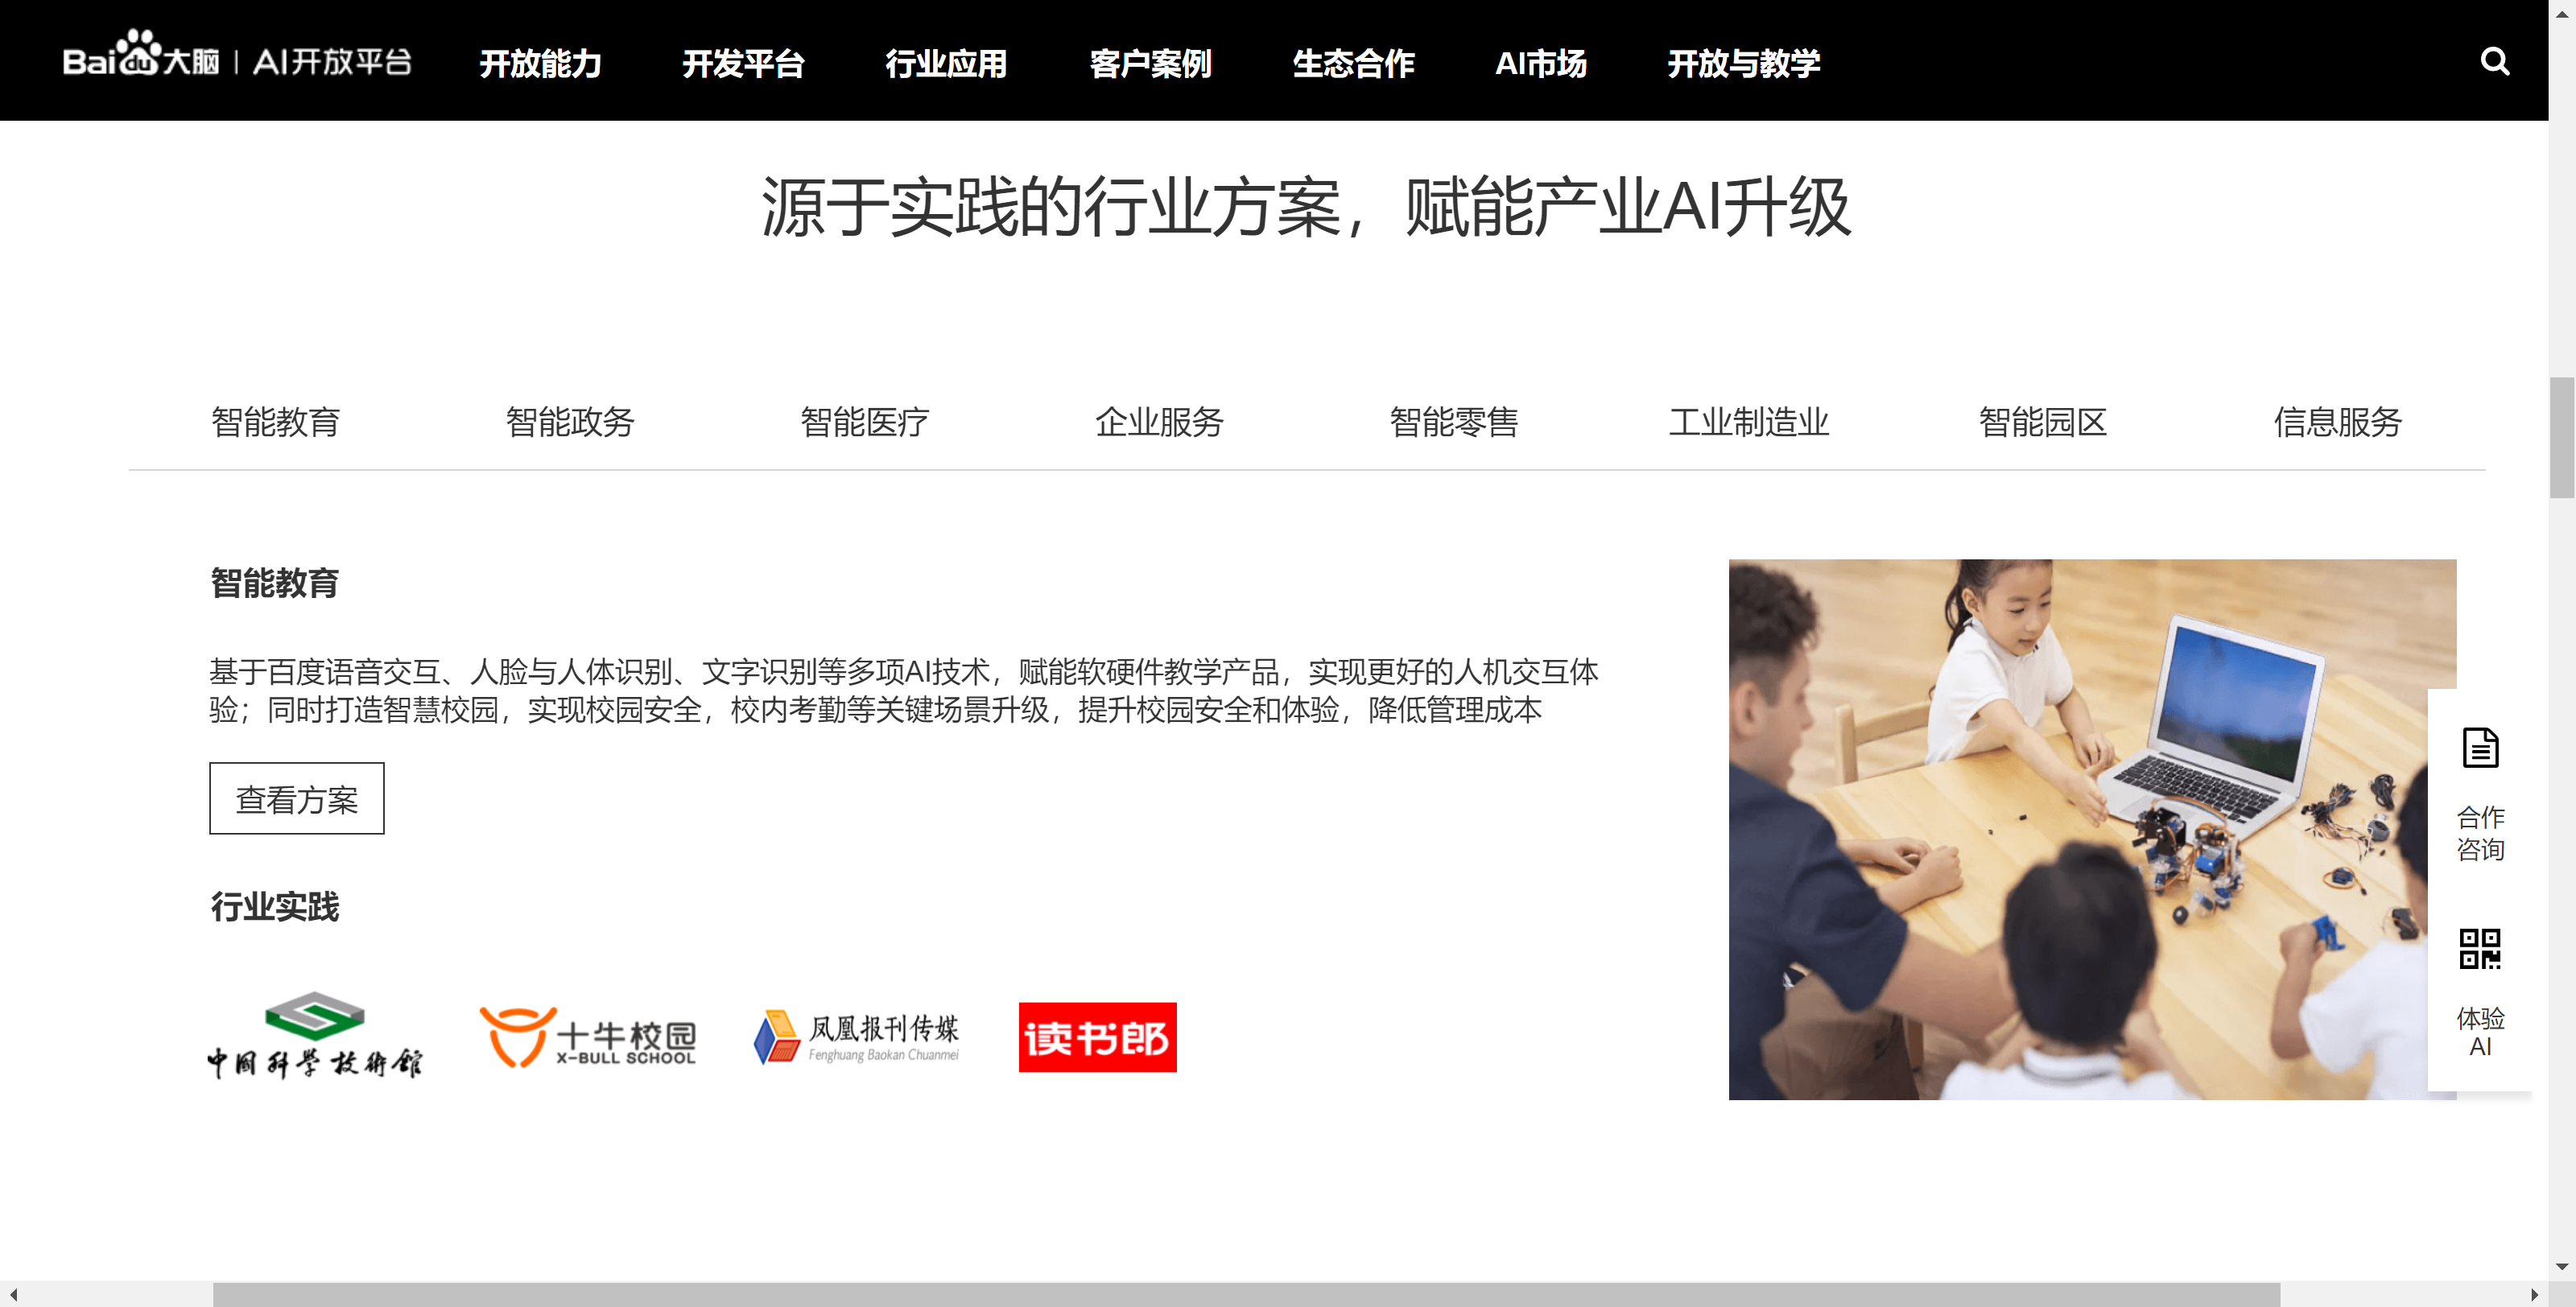 Baidu大脑 | AI开放平台 开放能力 开发平台 行业应用 客户案例 生态合作 AI市场 开放与教学
源于实践的行业方案，赋能产业AI升级
智能教育 智能政务 智能医疗 企业服务 智能零售 工业制造业 智能园区 信息服务
智能教育
基于百度语音交互、人脸与人体识别、文字识别等多项AI技术，赋能软硬件教学产品，实现更好的人机交互体
验；同时打造智慧校园，实现校园安全，校内考勤等关键场景升级，提升校园安全和体验，降低管理成本
查看方案
行业实践
中国科学技術館
十牛校园
X-BULL SCHOOL
凤凰报刊传媒
Fenghuang Baokan Chuanmei
读书郎
合作
咨询
体验
AI